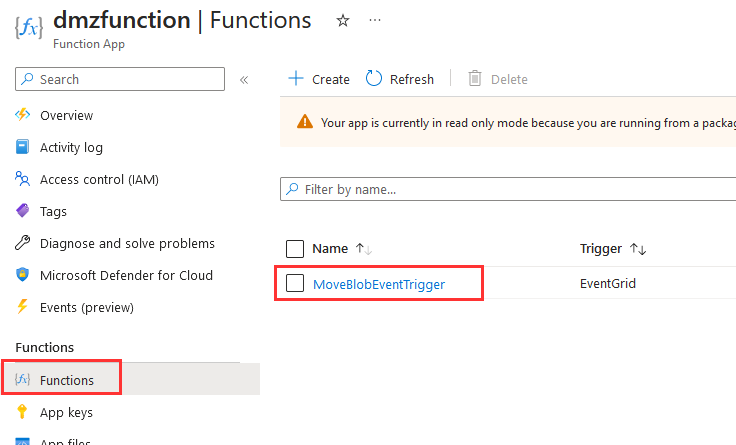 dmzfunction | Functions
Function App
Search
Create
Refresh
Delete
Overview
Activity log
Access control (IAM)
Tags
Diagnose and solve problems
Microsoft Defender for Cloud
Events (preview)
Functions
Functions
App keys
App files
Your app is currently in read only mode because you are running from a packag
Filter by name...
Name
Trigger
MoveBlobEventTrigger
EventGrid